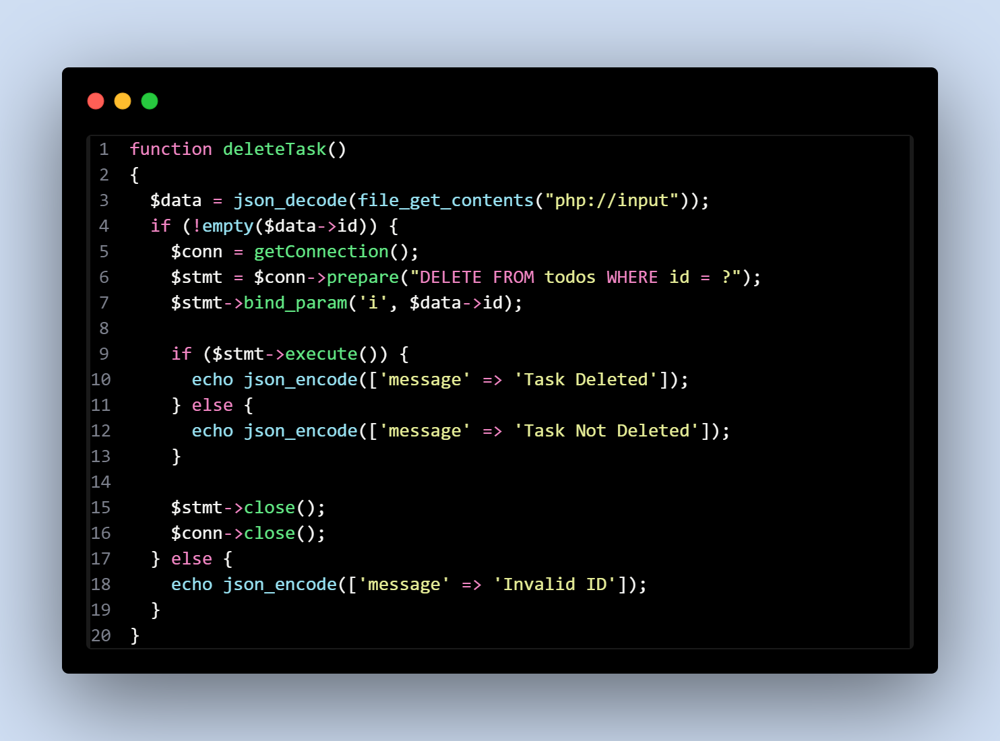 1 function deleteTask()
2 {
3   $data = json_decode(file_get_contents("php://input"));
4   if (!empty($data->id)) {
5     $conn = getConnection();
6     $stmt = $conn->prepare("DELETE FROM todos WHERE id = ?");
7     $stmt->bind_param('i', $data->id);
8
9     if ($stmt->execute()) {
10       echo json_encode(['message' => 'Task Deleted']);
11     } else {
12       echo json_encode(['message' => 'Task Not Deleted']);
13     }
14
15     $stmt->close();
16     $conn->close();
17   } else {
18     echo json_encode(['message' => 'Invalid ID']);
19   }
20 }